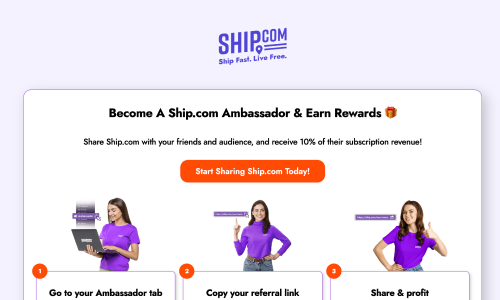 SHIP.COM
Ship Fast. Live Free.
Become A Ship.com Ambassador & Earn Rewards 🎁
Share Ship.com with your friends and audience, and receive 10% of their subscription revenue!
Start Sharing Ship.com Today!
1
2
3
Go to your Ambassador tab
Copy your referral link
Share & profit